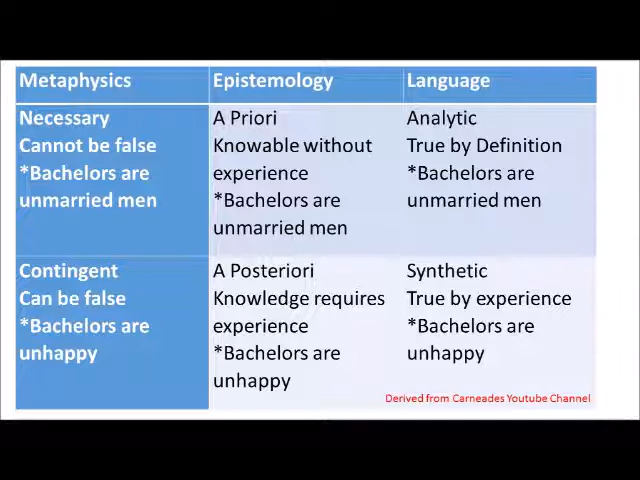 Metaphysics
Epistemology
Language
Necessary
Cannot be false
*Bachelors are
unmarried men
A Priori
Knowable without
experience
*Bachelors are
unmarried men
Analytic
True by Definition
*Bachelors are
unmarried men
Contingent
Can be false
*Bachelors are
unhappy
A Posteriori
Knowledge requires
experience
*Bachelors are
unhappy
Synthetic
True by experience
*Bachelors are
unhappy
Derived from Carneades Youtube Channel